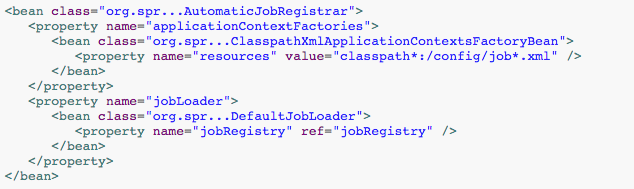 <bean class="org.spr...AutomaticJobRegistrar">
   <property name="applicationContextFactories">
      <bean class="org.spr...ClasspathXmlApplicationContextsFactoryBean">
         <property name="resources" value="classpath*:/config/job*.xml" />
      </bean>
   </property>
   <property name="jobLoader">
      <bean class="org.spr...DefaultJobLoader">
         <property name="jobRegistry" ref="jobRegistry" />
      </bean>
   </property>
</bean>